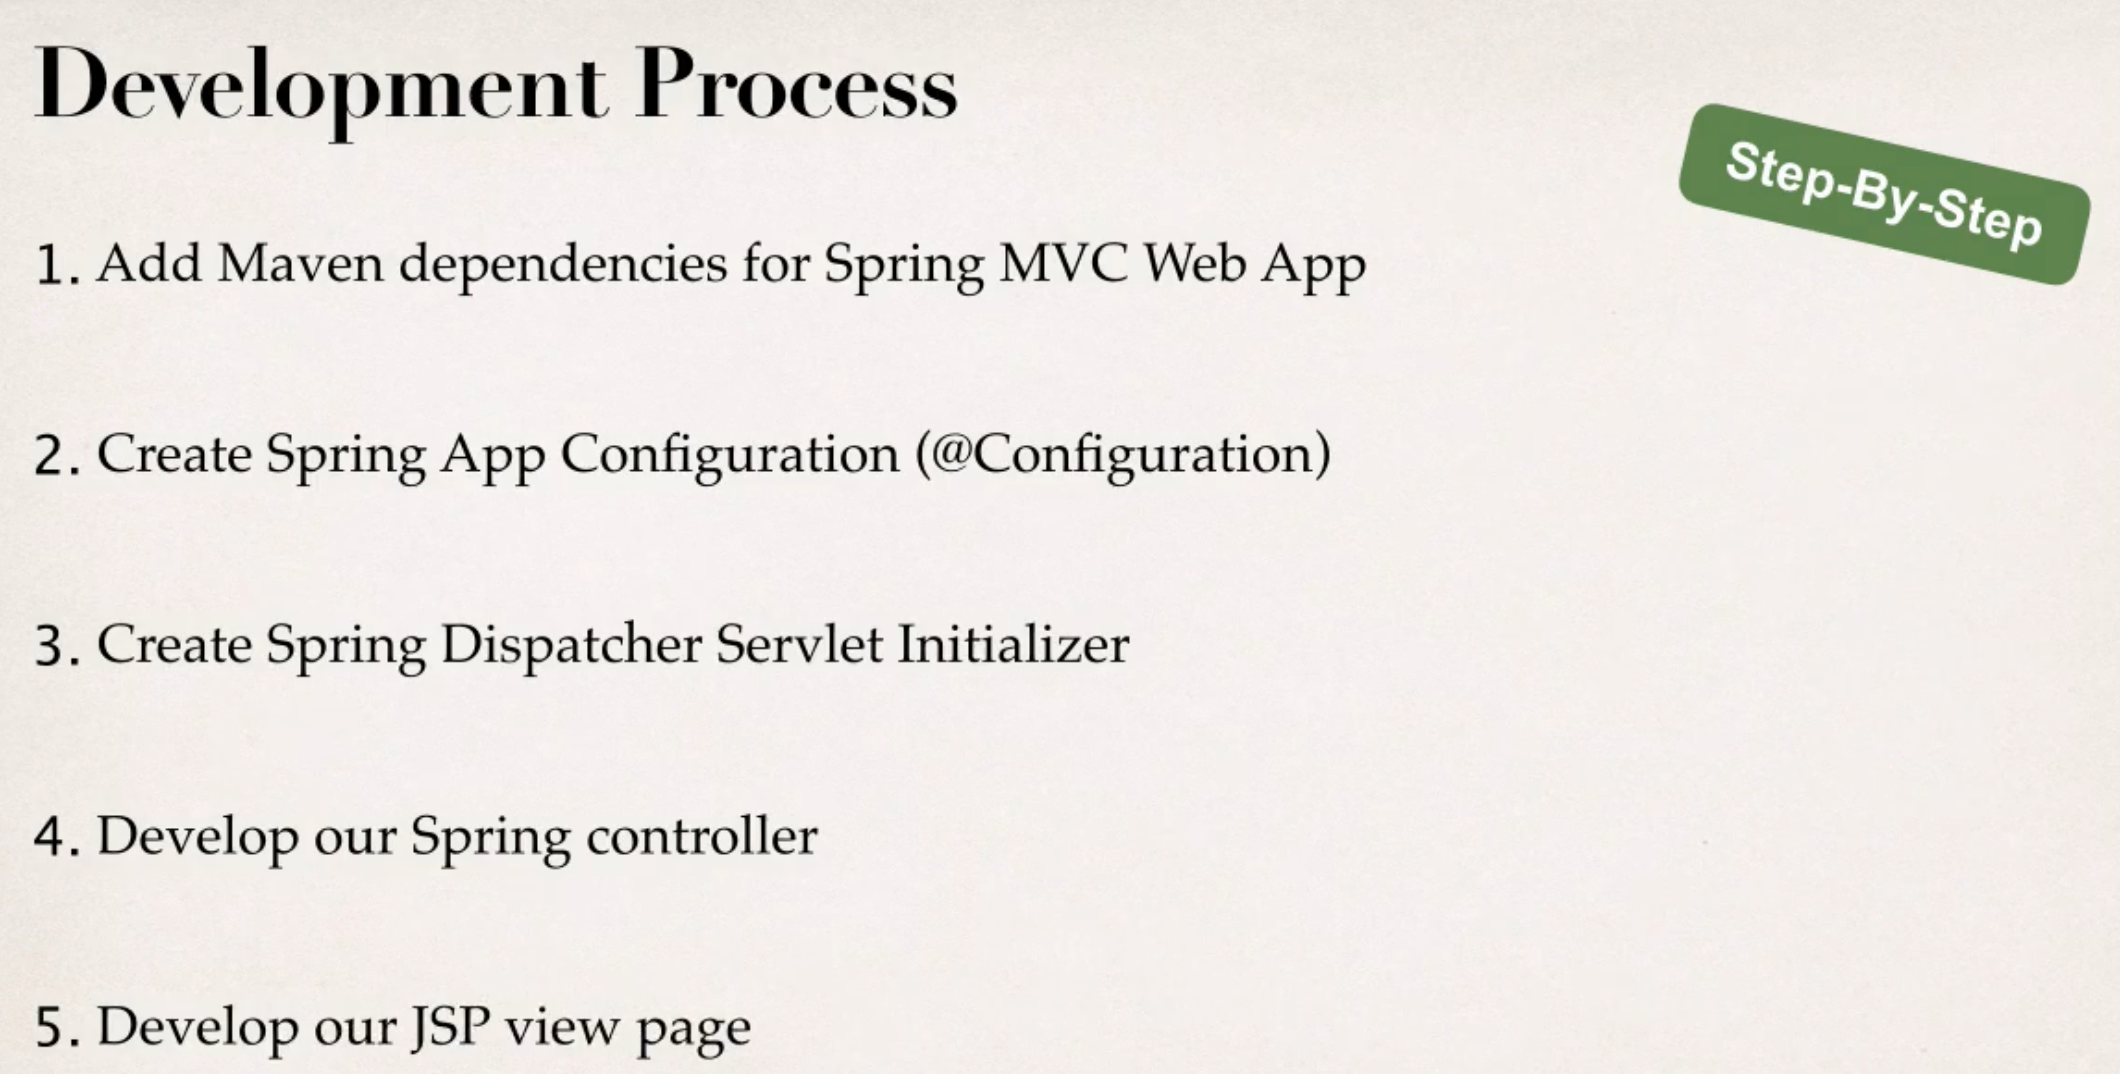 Development Process
Step-By-Step
1. Add Maven dependencies for Spring MVC Web App
2. Create Spring App Configuration (@Configuration)
3. Create Spring Dispatcher Servlet Initializer
4. Develop our Spring controller
5. Develop our JSP view page